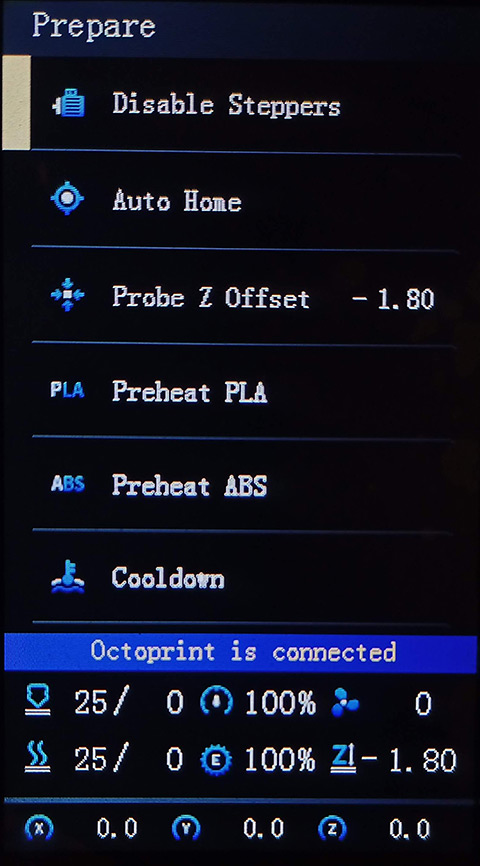 Prepare
Disable Steppers
Auto Home
Probe Z Offset - 1.80
PLA Preheat PLA
ABS Preheat ABS
Cooldown
Octoprint is connected
25/ 0 100% 0
25/ 0 E 100% Z - 1.80
X 0.0 Y 0.0 Z 0.0